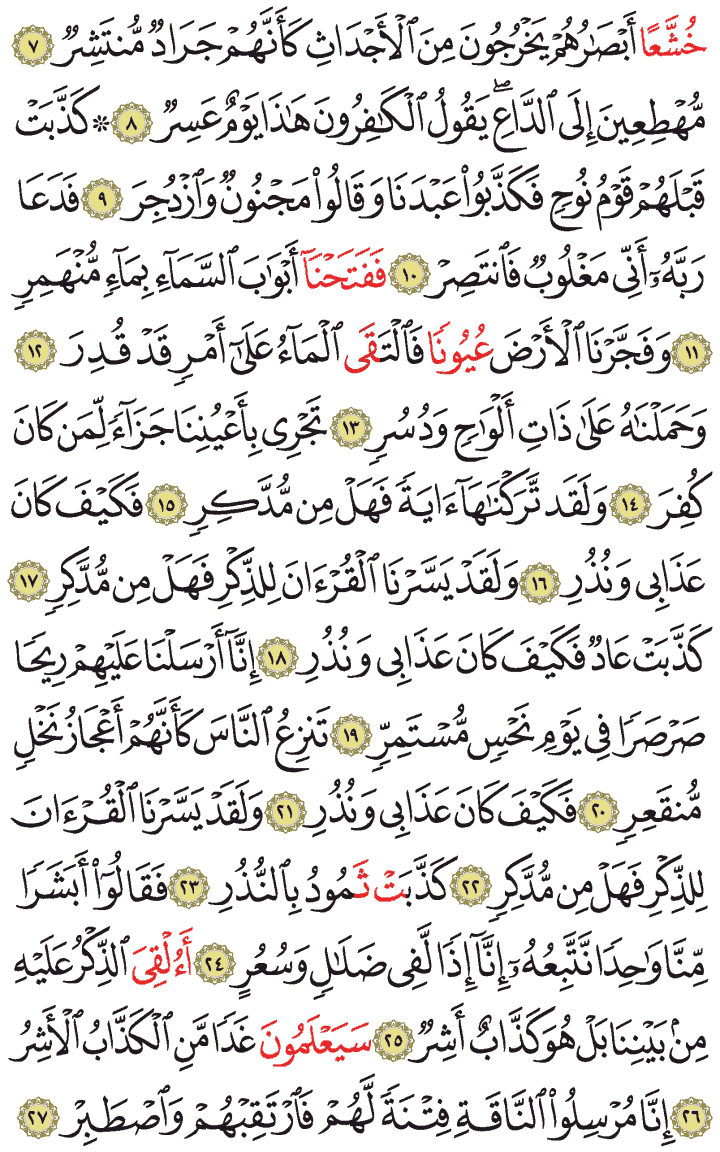 خُشَّعًا أَبْصَٰرُهُمْ يَخْرُجُونَ مِنَ ٱلْأَجْدَاثِ كَأَنَّهُمْ جَرَادٌ مُّنتَشِرٌ ٧
مُّهْطِعِينَ إِلَى ٱلدَّاعِ ۖ يَقُولُ ٱلْكَٰفِرُونَ هَٰذَا يَوْمٌ عَسِرٌ ٨ ۞ كَذَّبَتْ
قَبْلَهُمْ قَوْمُ نُوحٍ فَكَذَّبُوا۟ عَبْدَنَا وَقَالُوا۟ مَجْنُونٌ وَٱزْدُجِرَ ٩ فَدَعَا
رَبَّهُۥٓ أَنِّى مَغْلُوبٌ فَٱنتَصِرْ ١٠ فَفَتَحْنَآ أَبْوَٰبَ ٱلسَّمَآءِ بِمَآءٍ مُّنْهَمِرٍ
١١ وَفَجَّرْنَا ٱلْأَرْضَ عُيُونًا فَٱلْتَقَى ٱلْمَآءُ عَلَىٰٓ أَمْرٍ قَدْ قُدِرَ ١٢
وَحَمَلْنَٰهُ عَلَىٰ ذَاتِ أَلْوَٰحٍ وَدُسُرٍ ١٣ تَجْرِى بِأَعْيُنِنَا جَزَآءً لِّمَن كَانَ
كُفِرَ ١٤ وَلَقَد تَّرَكْنَٰهَآ ءَايَةً فَهَلْ مِن مُّدَّكِرٍ ١٥ فَكَيْفَ كَانَ
عَذَابِى وَنُذُرِ ١٦ وَلَقَدْ يَسَّرْنَا ٱلْقُرْءَانَ لِلذِّكْرِ فَهَلْ مِن مُّدَّكِرٍ ١٧
كَذَّبَتْ عَادٌ فَكَيْفَ كَانَ عَذَابِى وَنُذُرِ ١٨ إِنَّآ أَرْسَلْنَا عَلَيْهِمْ رِيحًا
صَرْصَرًا فِى يَوْمِ نَحْسٍ مُّسْتَمِرٍّ ١٩ تَنزِعُ ٱلنَّاسَ كَأَنَّهُمْ أَعْجَازُ نَخْلٍ
مُّنقَعِرٍ ٢٠ فَكَيْفَ كَانَ عَذَابِى وَنُذُرِ ٢١ وَلَقَدْ يَسَّرْنَا ٱلْقُرْءَانَ
لِلذِّكْرِ فَهَلْ مِن مُّدَّكِرٍ ٢٢ كَذَّبَتْ ثَمُودُ بِٱلنُّذُرِ ٢٣ فَقَالُوٓا۟ أَبَشَرًا
مِّنَّا وَٰحِدًا نَّتَّبِعُهُۥٓ إِنَّآ إِذًا لَّفِى ضَلَٰلٍ وَسُعُرٍ ٢٤ أَءُلْقِىَ ٱلذِّكْرُ عَلَيْهِ
مِنۢ بَيْنِنَا بَلْ هُوَ كَذَّابٌ أَشِرٌ ٢٥ سَيَعْلَمُونَ غَدًا مَّنِ ٱلْكَذَّابُ ٱلْأَشِرُ
٢٦ إِنَّا مُرْسِلُوا۟ ٱلنَّاقَةِ فِتْنَةً لَّهُمْ فَٱرْتَقِبْهُمْ وَٱصْطَبِرْ ٢٧